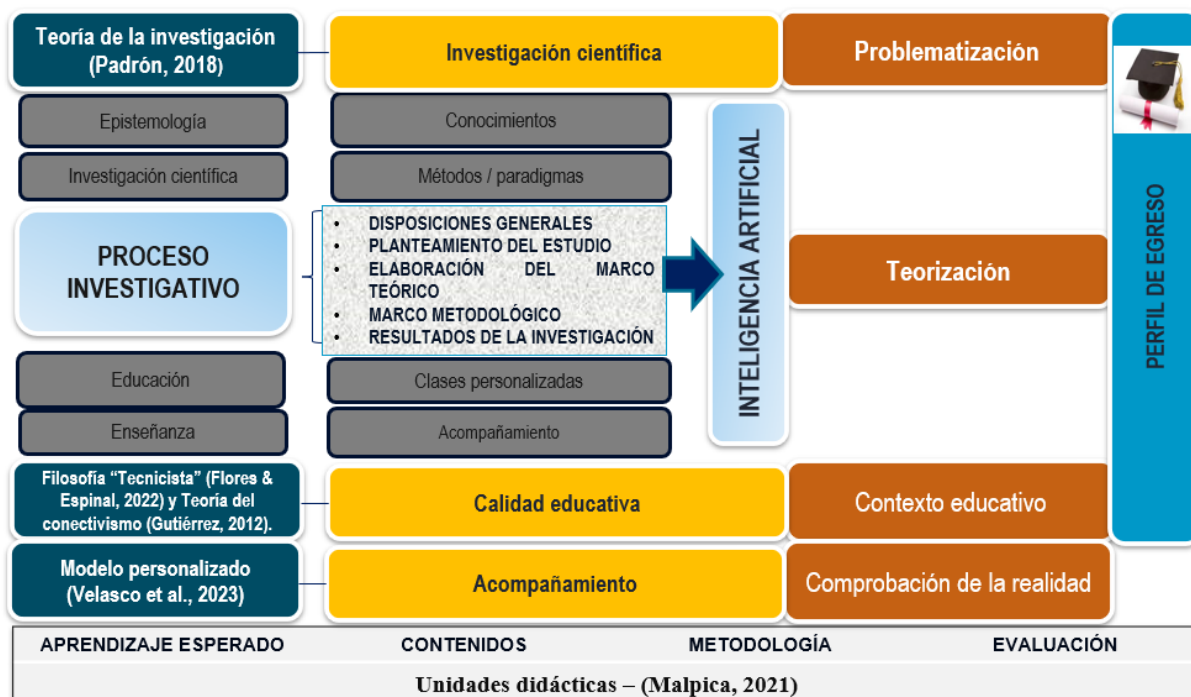 Teoría de la investigación
(Padrón, 2018)
Investigación científica
Problematización
Epistemología
Conocimientos
Investigación científica
Métodos / paradigmas
PROCESO
INVESTIGATIVO
• DISPOSICIONES GENERALES
• PLANTEAMIENTO DEL ESTUDIO
• ELABORACIÓN DEL MARCO
TEÓRICO
• MARCO METODOLÓGICO
• RESULTADOS DE LA INVESTIGACIÓN
INTELIGENCIA ARTIFICIAL
Teorización
PERFIL DE EGRESO
Educación
Clases personalizadas
Enseñanza
Acompañamiento
Filosofía “Tecnicista” (Flores &
Espinal, 2022) y Teoría del
conectivismo (Gutiérrez, 2012).
Calidad educativa
Contexto educativo
Modelo personalizado
(Velasco et al., 2023)
Acompañamiento
Comprobación de la realidad
APRENDIZAJE ESPERADO CONTENIDOS METODOLOGÍA EVALUACIÓN
Unidades didácticas – (Malpica, 2021)